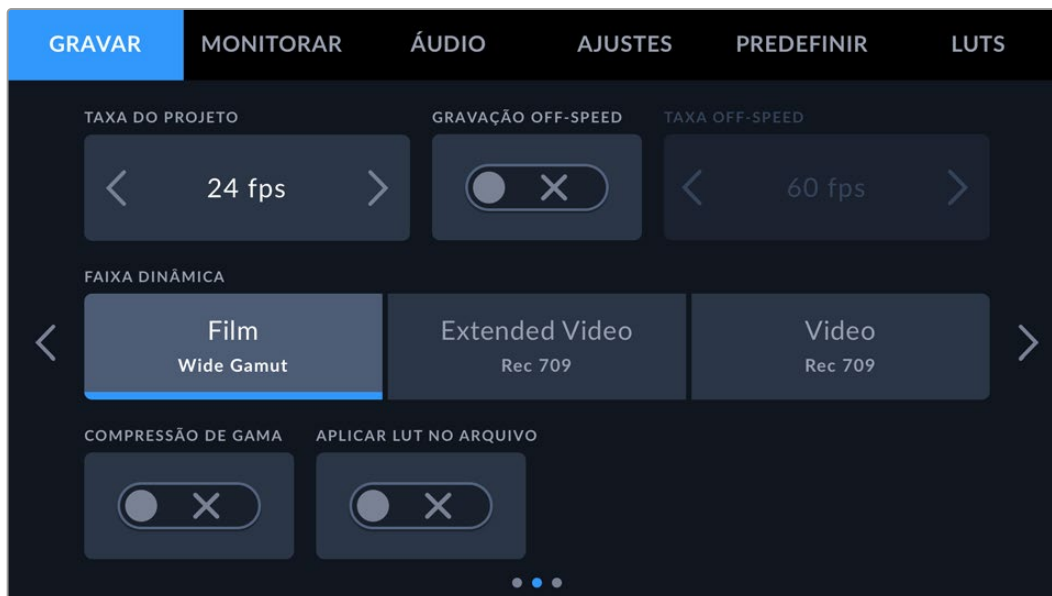 GRAVAR MONITORAR ÁUDIO AJUSTES PREDEFINIR LUTS
TAXA DO PROJETO GRAVAÇÃO OFF-SPEED TAXA OFF-SPEED
24 fps 60 fps
FAIXA DINÂMICA
Film Extended Video Video
Wide Gamut Rec 709 Rec 709
COMPRESSÃO DE GAMA APLICAR LUT NO ARQUIVO